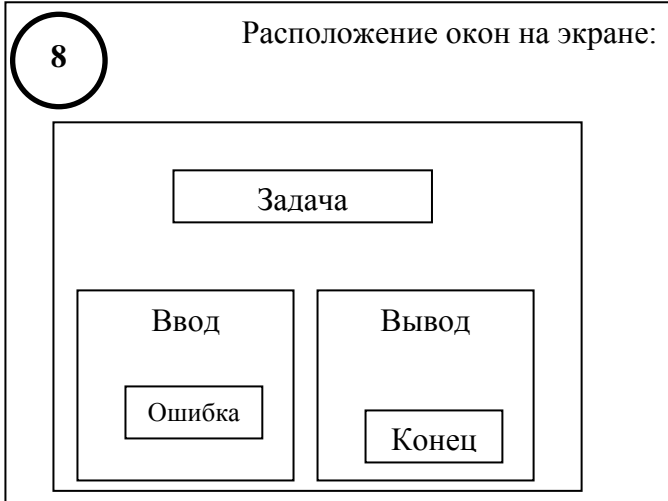 8
Расположение окон на экране:
Задача
Ввод
Вывод
Ошибка
Конец